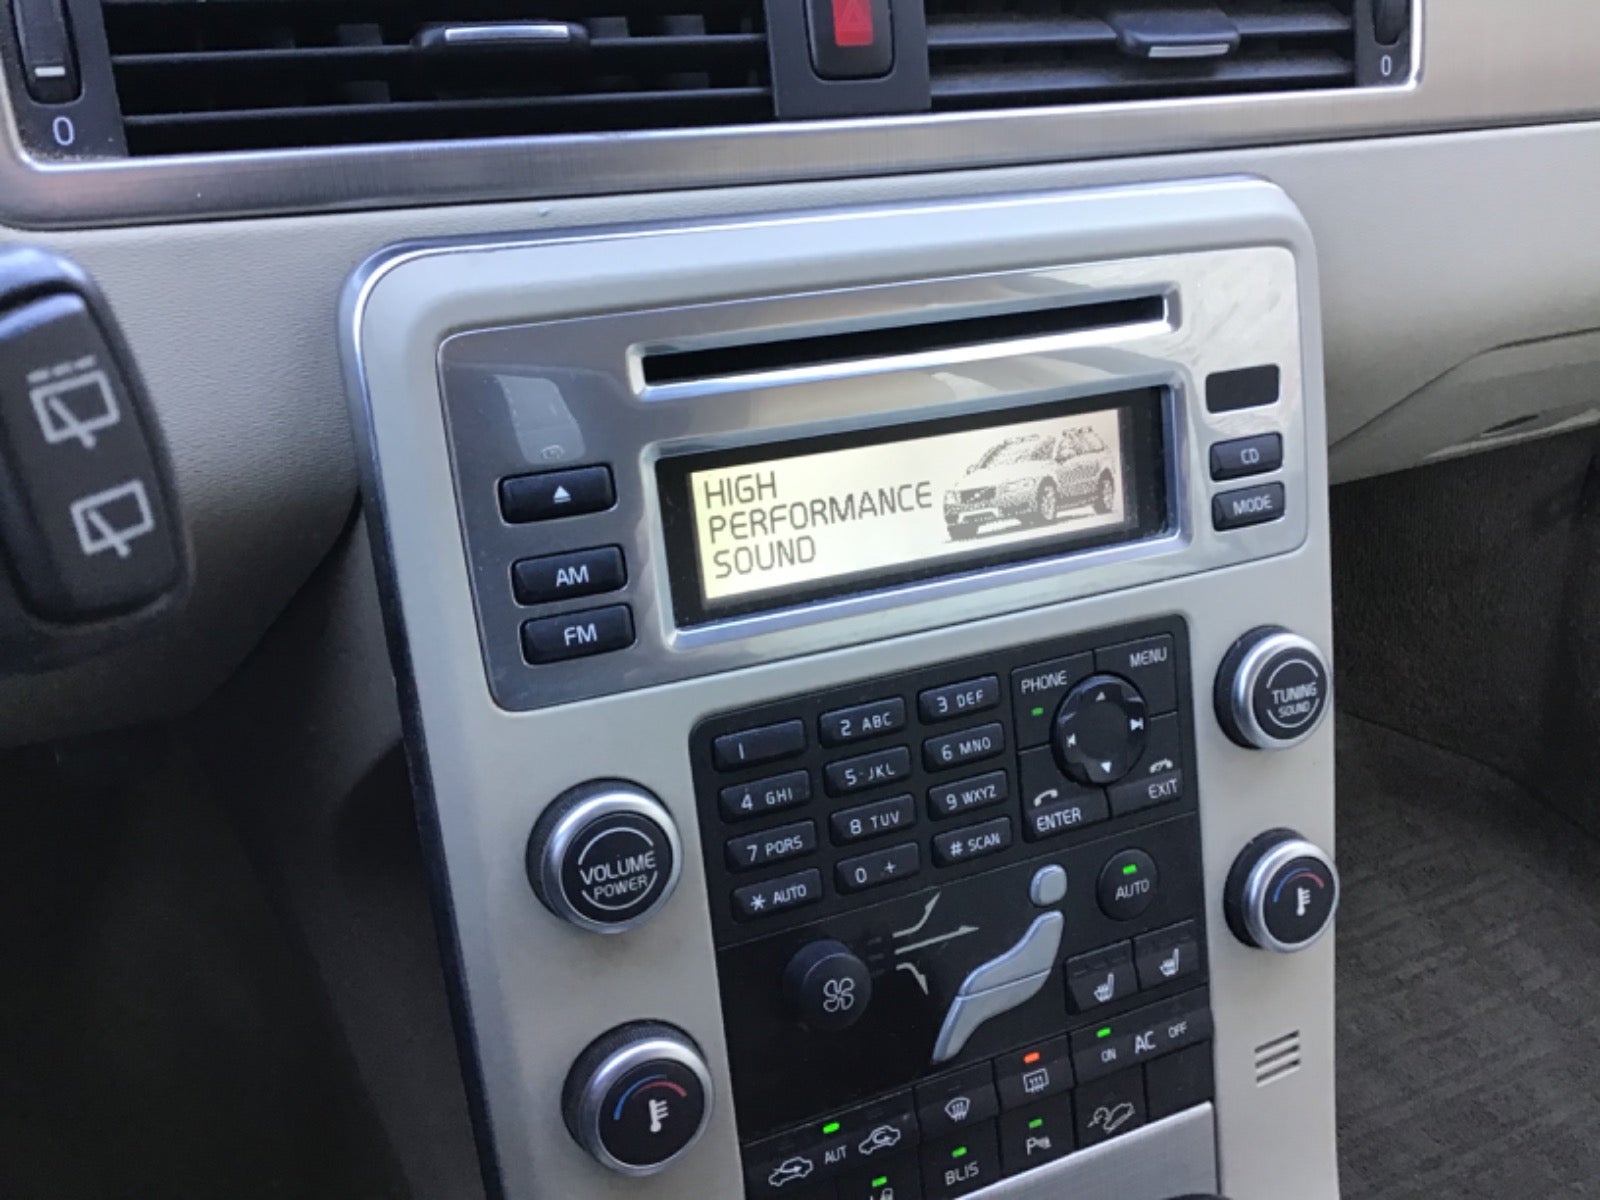 0
0
HIGH
PERFORMANCE
SOUND
CD
MODE
AM
FM
1
2 ABC
3 DEF
4 GHI
5 JKL
6 MNO
7 PQRS
8 TUV
9 WXYZ
* AUTO
0 +
# SCAN
PHONE
MENU
ENTER
EXIT
TUNING
SOUND
VOLUME
POWER
AUTO
ON AC OFF
AUT
BLIS
P